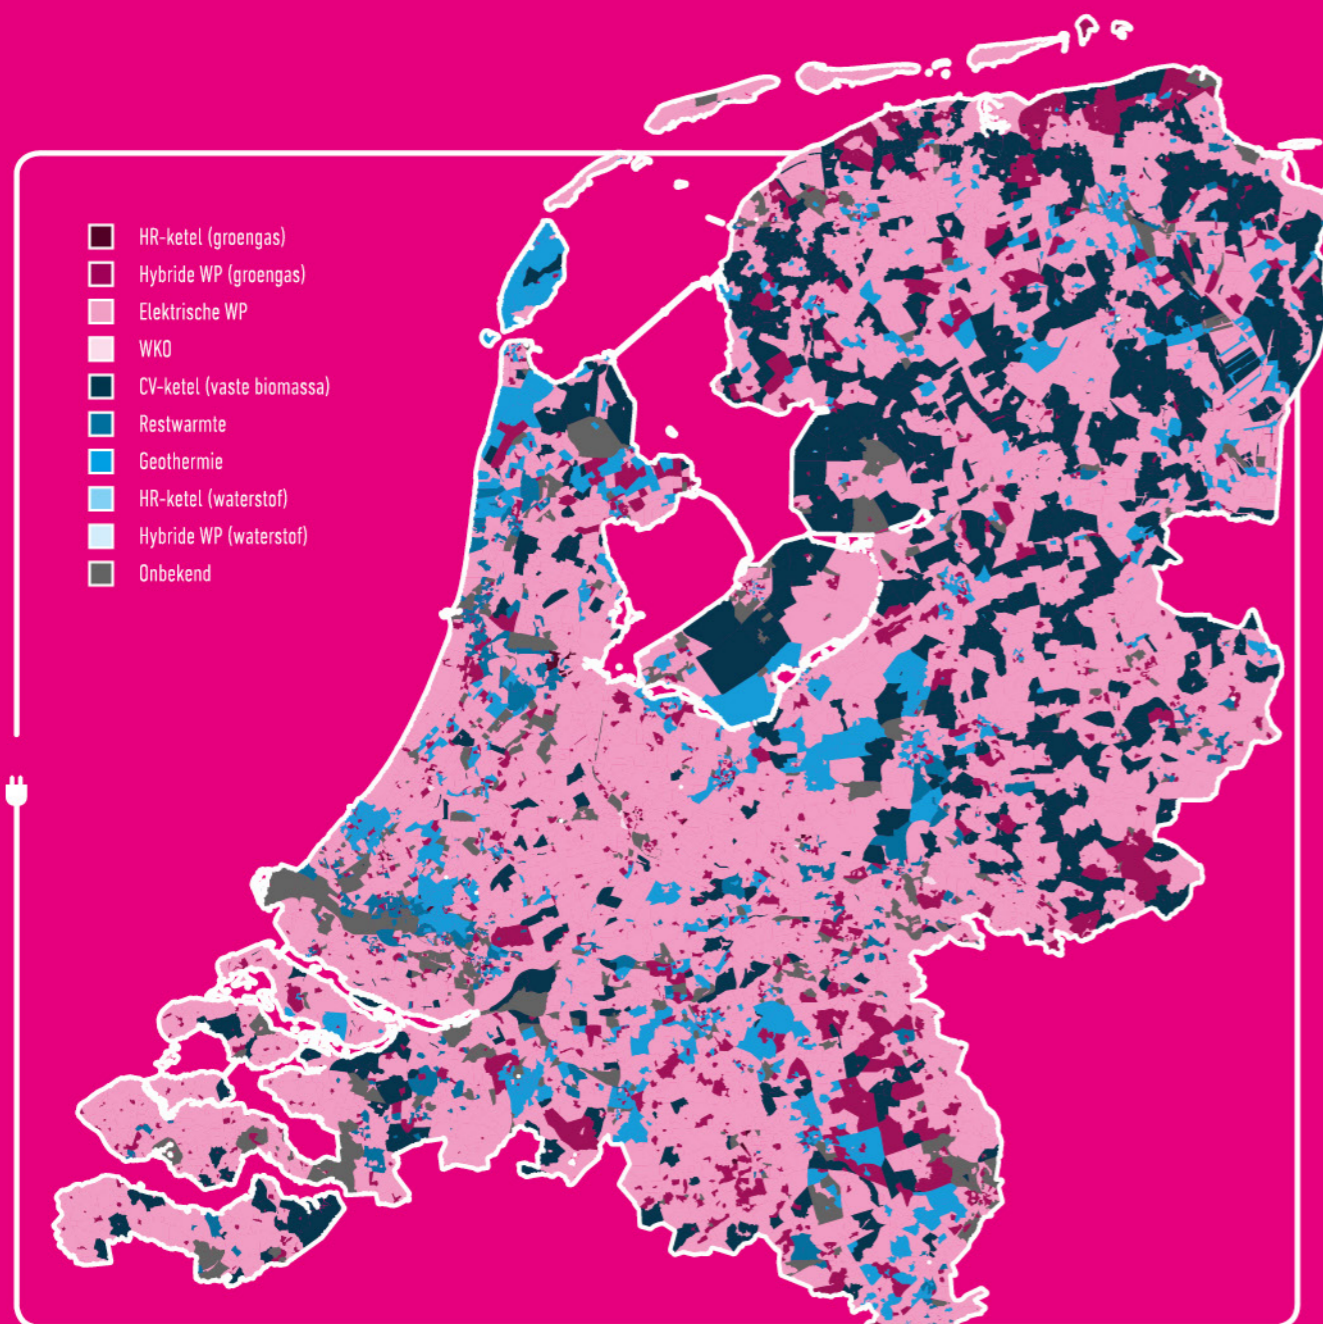 HR-ketel (groengas)
Hybride WP (groengas)
Elektrische WP
WKO
CV-ketel (vaste biomassa)
Restwarmte
Geothermie
HR-ketel (waterstof)
Hybride WP (waterstof)
Onbekend